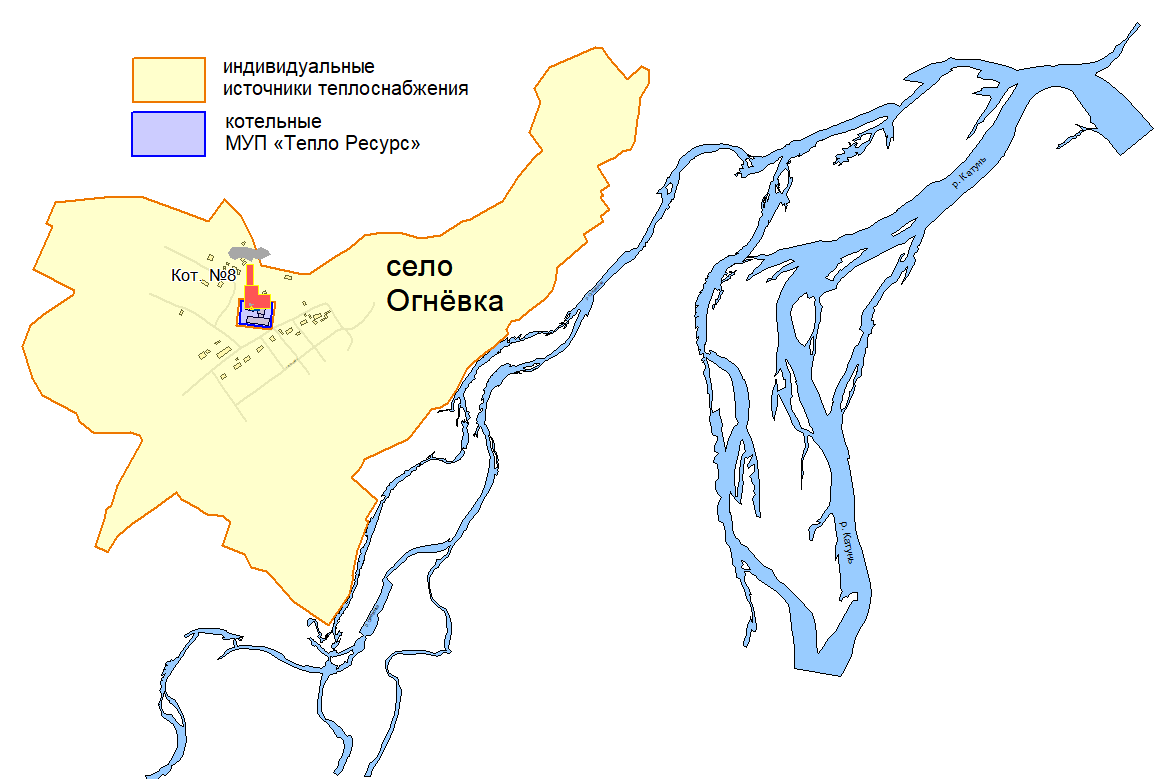 индивидуальные
источники теплоснабжения
котельные
МУП «Тепло Ресурс»
Кот. №8
село
Огнёвка
р. Катунь
р. Катунь